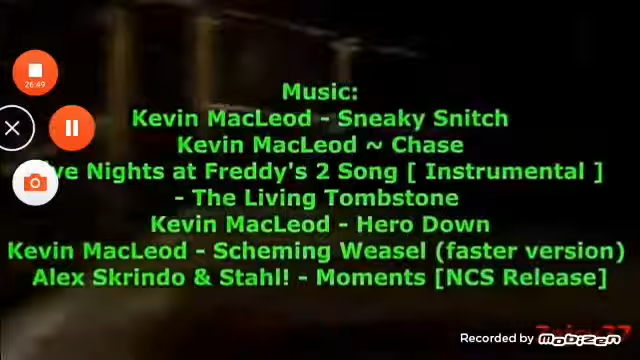 Music:
Kevin MacLeod - Sneaky Snitch
Kevin MacLeod ~ Chase
ve Nights at Freddy's 2 Song [ Instrumental ]
- The Living Tombstone
Kevin MacLeod - Hero Down
Kevin MacLeod - Scheming Weasel (faster version)
Alex Skrindo & Stahl! - Moments [NCS Release]
26:49
Recorded by Mobizen